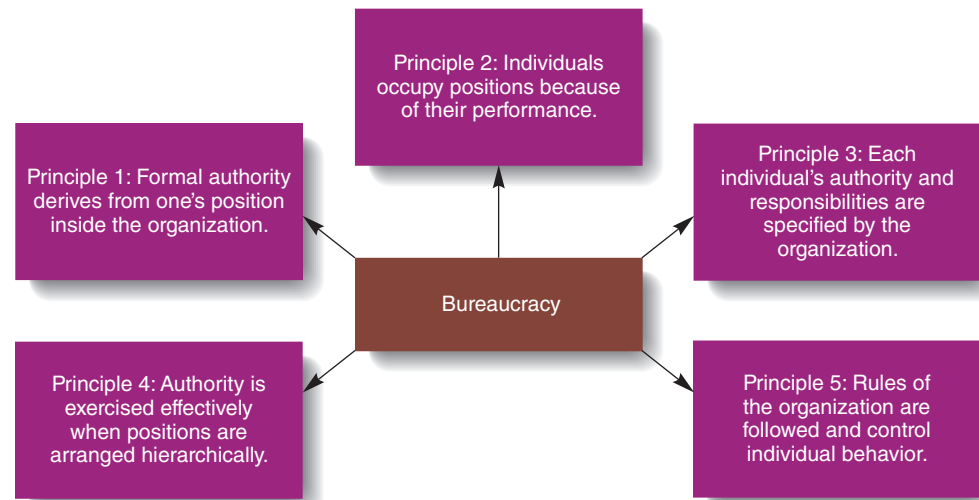 Principle 1: Formal authority
derives from one's position
inside the organization.
Principle 2: Individuals
occupy positions because
of their performance.
Principle 3: Each
individual's authority and
responsibilities are
specified by the
organization.
Bureaucracy
Principle 4: Authority is
exercised effectively
when positions are
arranged hierarchically.
Principle 5: Rules of
the organization are
followed and control
individual behavior.